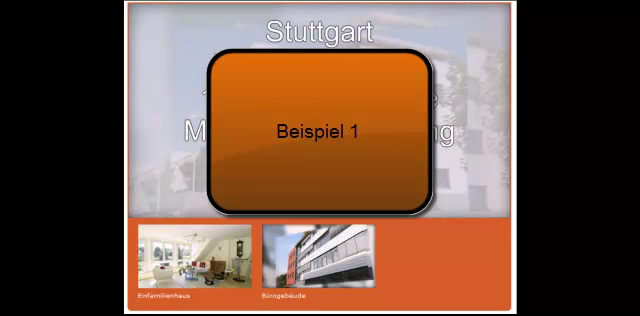 Stuttgart
Beispiel 1
Einfamilienhaus
Bürogebäude